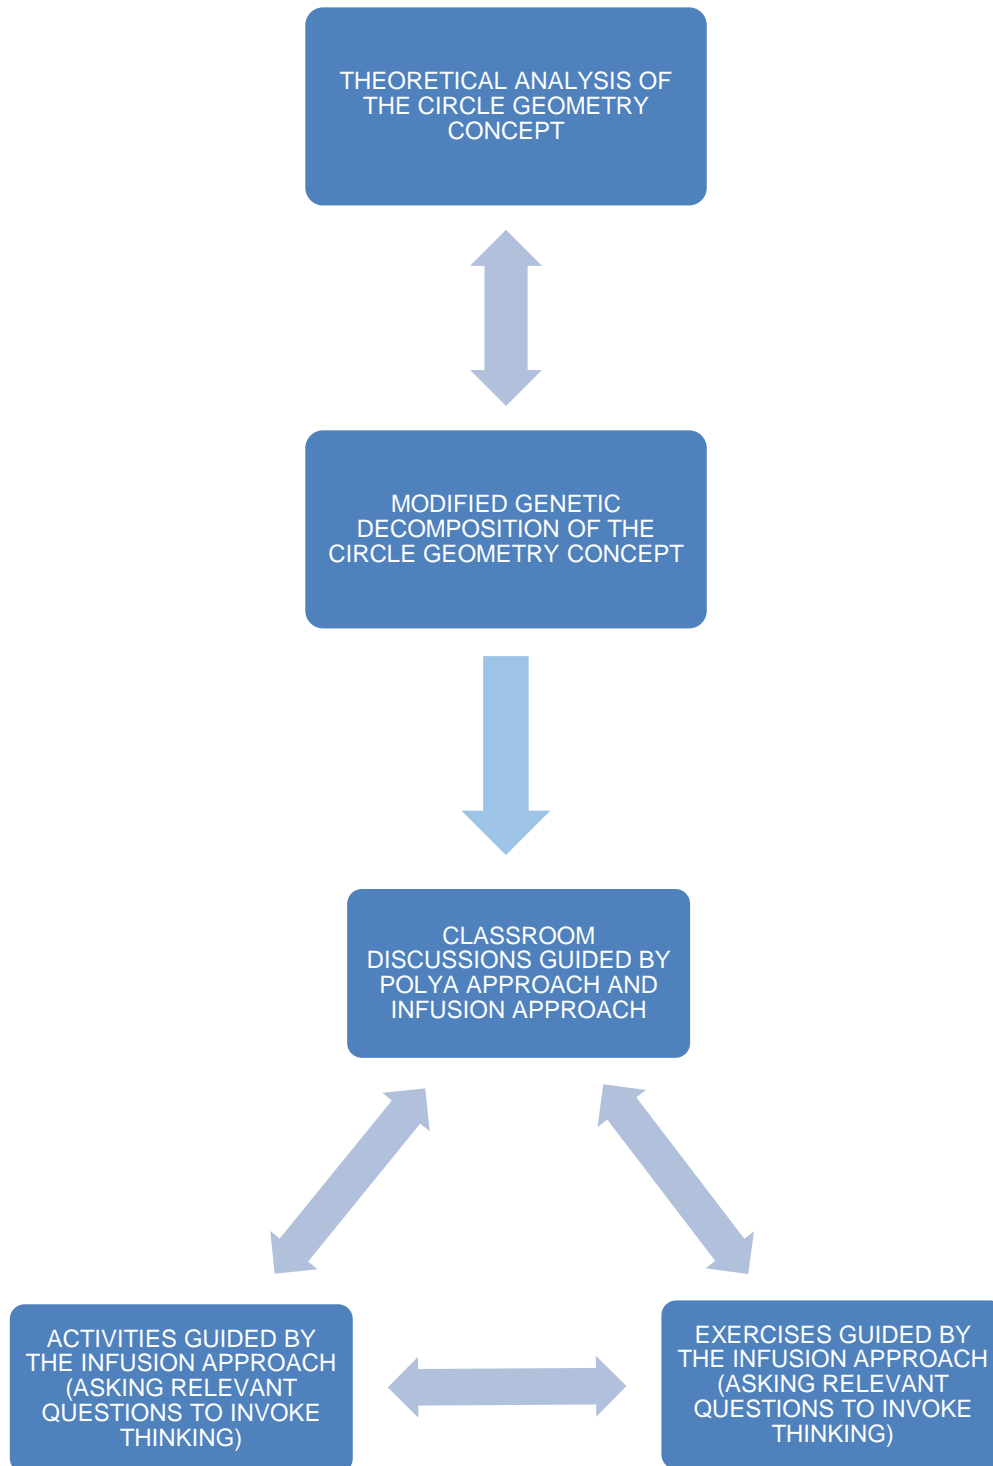 THEORETICAL ANALYSIS OF
THE CIRCLE GEOMETRY
CONCEPT
MODIFIED GENETIC
DECOMPOSITION OF THE
CIRCLE GEOMETRY CONCEPT
CLASSROOM
DISCUSSIONS GUIDED BY
POLYA APPROACH AND
INFUSION APPROACH
ACTIVITIES GUIDED BY
THE INFUSION APPROACH
(ASKING RELEVANT
QUESTIONS TO INVOKE
THINKING)
EXERCISES GUIDED BY
THE INFUSION APPROACH
(ASKING RELEVANT
QUESTIONS TO INVOKE
THINKING)